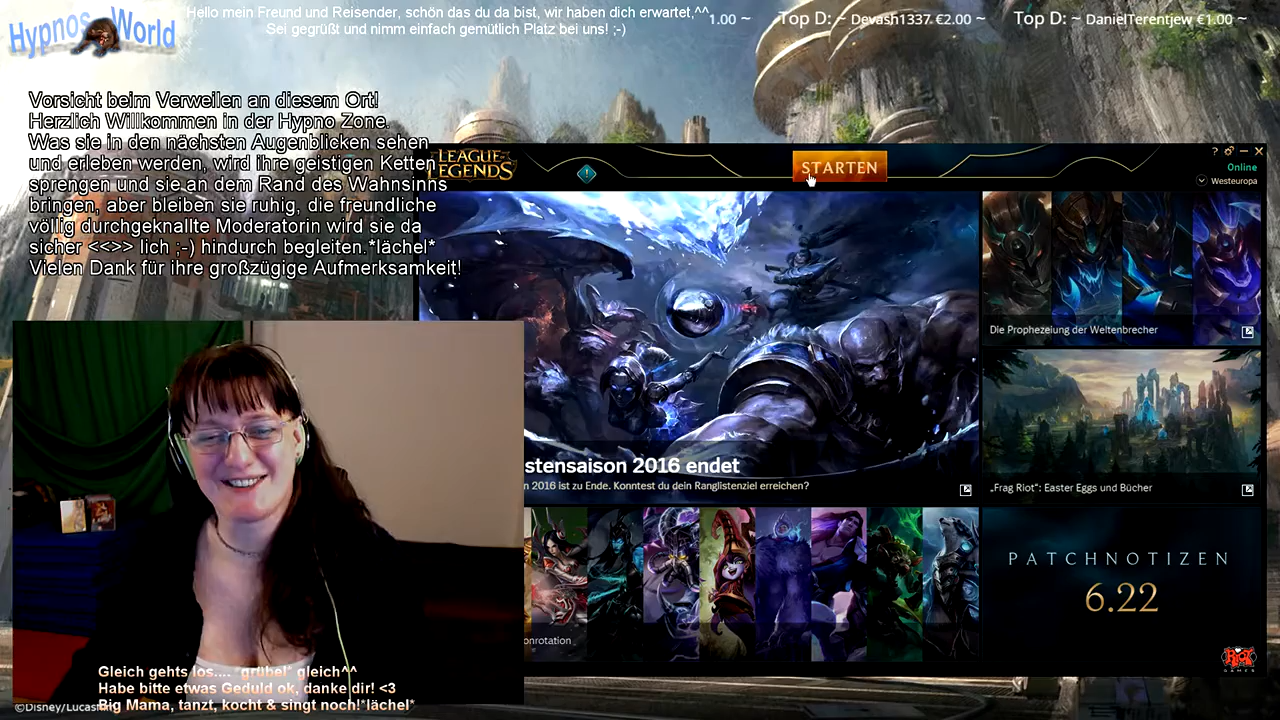 Hypnos World
Hello mein Freund und Reisender, schön das du da bist, wir haben dich erwartet,^^
Sei gegrüßt und nimm einfach gemütlich Platz bei uns! ;-)
1.00 ~ Top D: ~ Devash1337 €2.00 ~ Top D: ~ DanielTerentjew €1.00 ~
Vorsicht beim Verweilen an diesem Ort!
Herzlich Willkommen in der Hypno Zone.
Was sie in den nächsten Augenblicken sehen
und erleben werden, wird ihre geistigen Ketten
sprengen und sie an dem Rand des Wahnsinns
bringen, aber bleiben sie ruhig, die freundliche
völlig durchgeknallte Moderatorin wird sie da
sicher <<>> lich ;-) hindurch begleiten.*lächel*
Vielen Dank für ihre großzügige Aufmerksamkeit!
LEAGUE OF
LEGENDS
STARTEN
Online
Westeuropa
Die Prophezeiung der Weltenbrecher
stensaison 2016 endet
n 2016 ist zu Ende. Konntest du dein Ranglistenziel erreichen?
„Frag Riot“: Easter Eggs und Bücher
PATCHNOTIZEN
6.22
onrotation
RIOT
GAMES
Gleich gehts los.... *grübel* gleich^^
Habe bitte etwas Geduld ok, danke dir! <3
Big Mama, tanzt, kocht & singt noch!*lächel*
©Disney/Lucasfilm